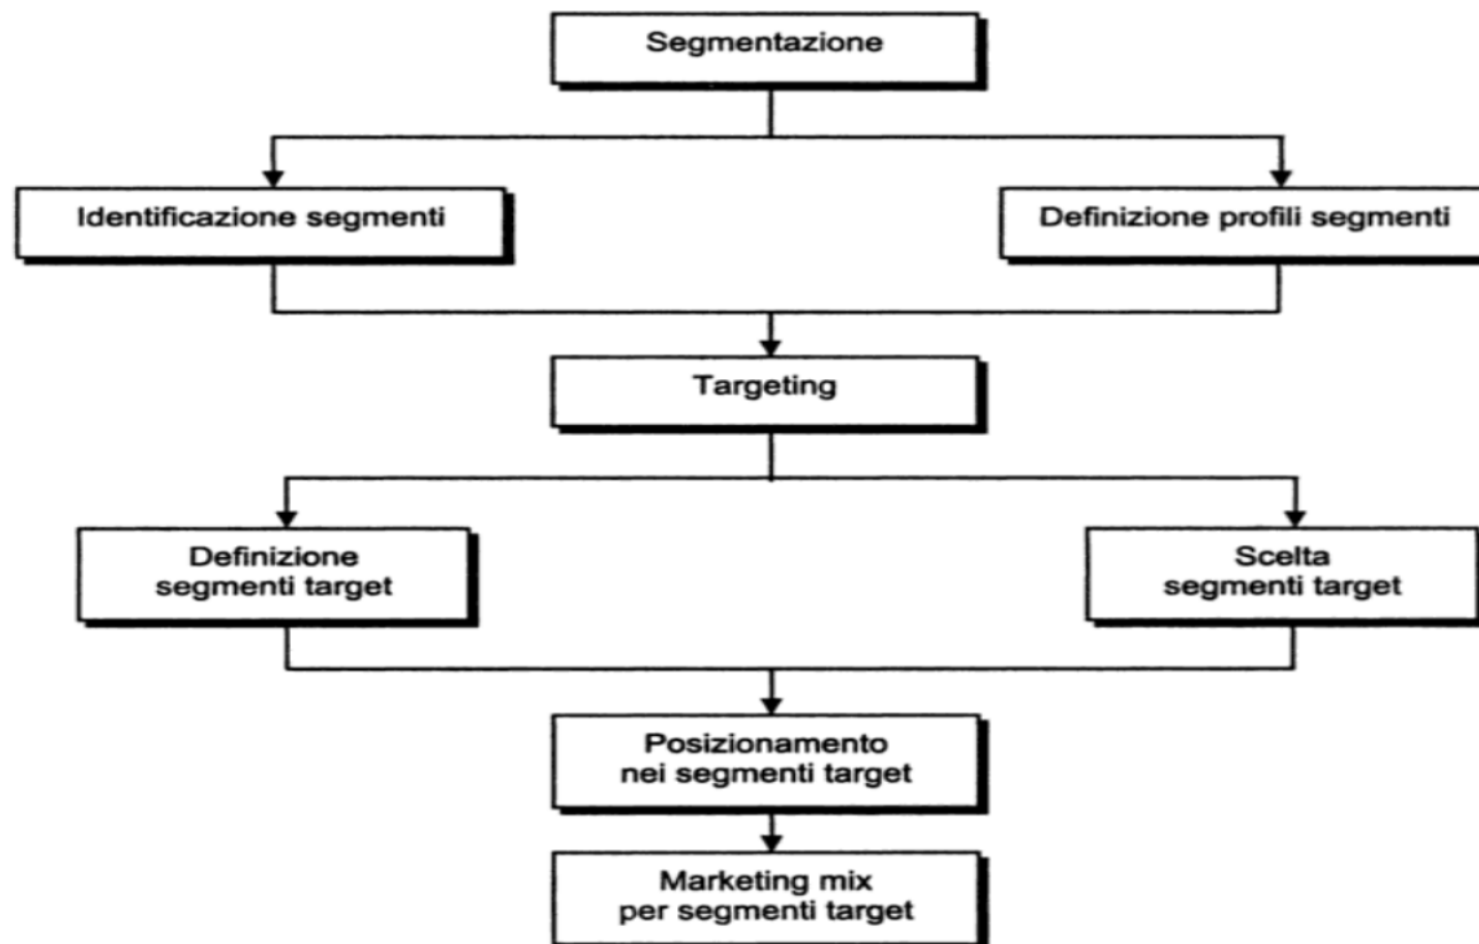 Segmentazione
Identificazione segmenti
Definizione profili segmenti
Targeting
Definizione
segmenti target
Scelta
segmenti target
Posizionamento
nei segmenti target
Marketing mix
per segmenti target